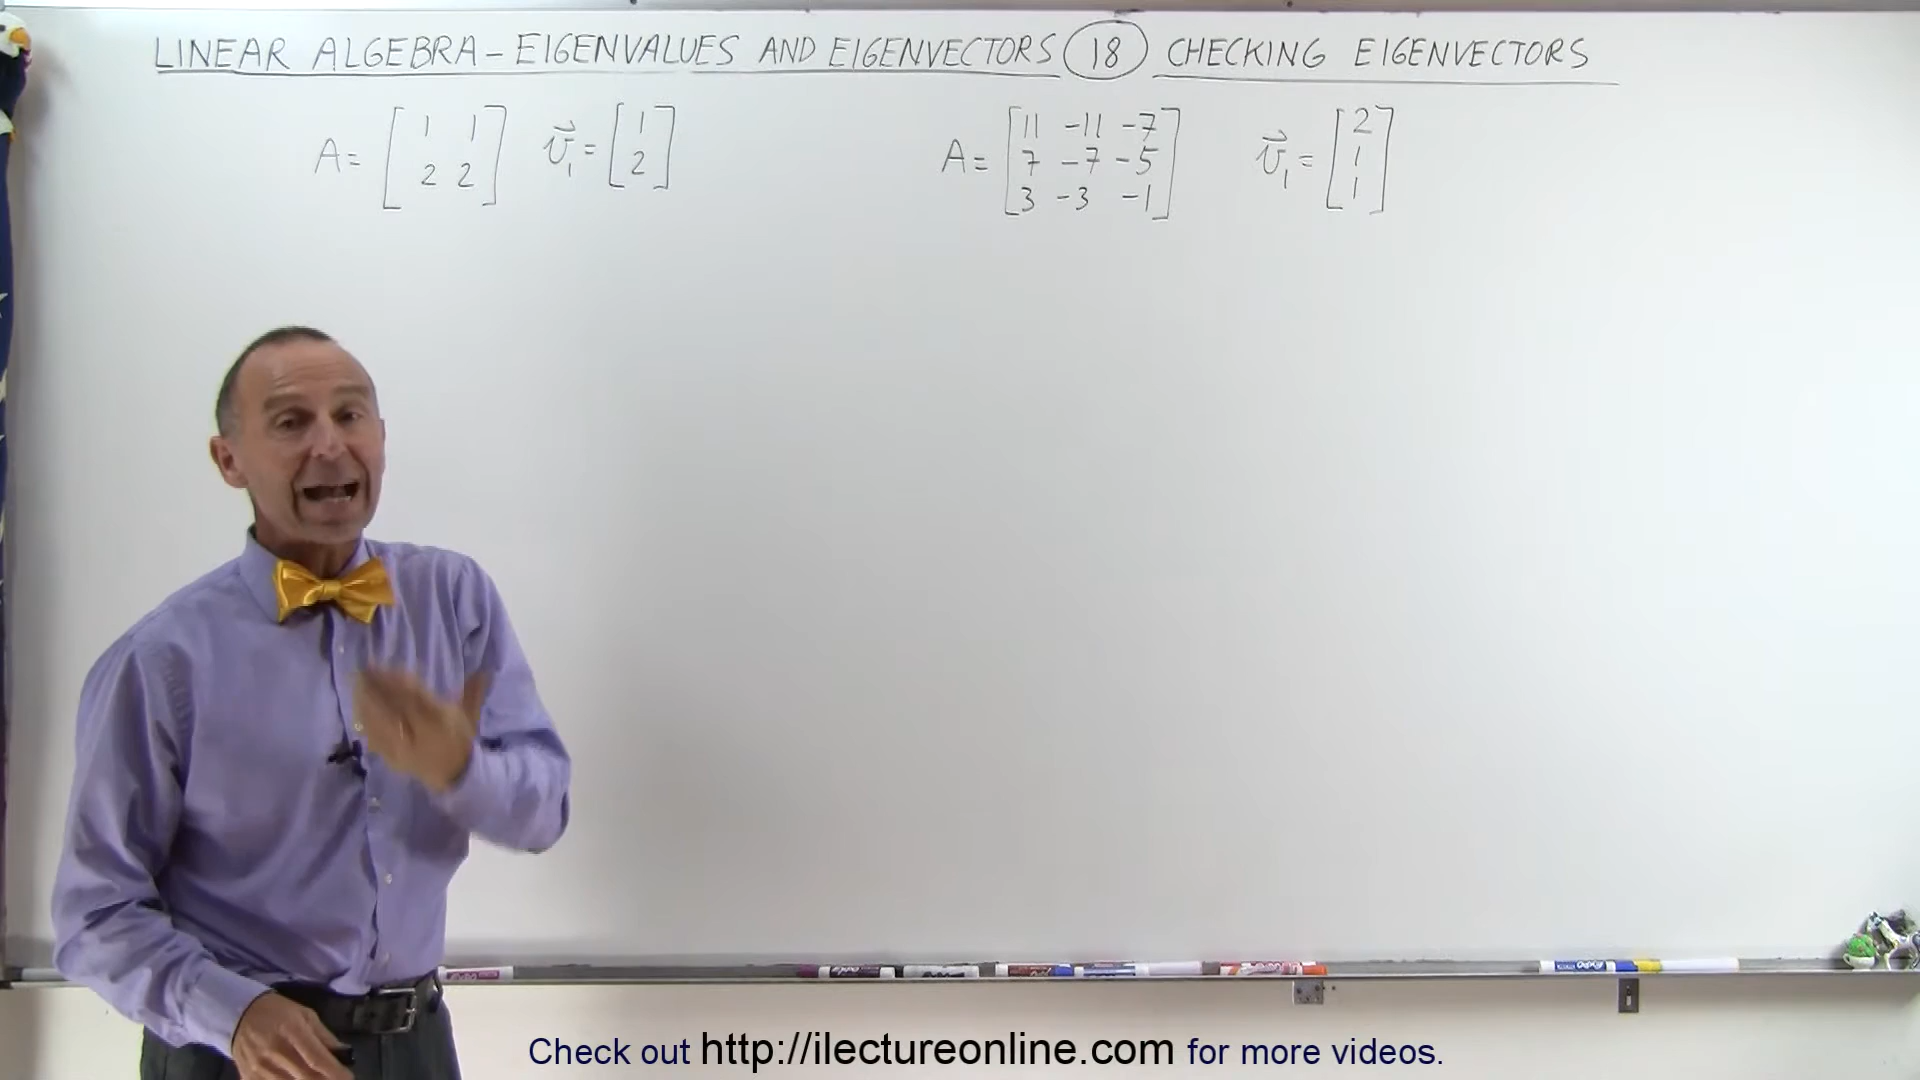 LINEAR ALGEBRA - EIGENVALUES AND EIGENVECTORS 18 CHECKING EIGENVECTORS
A = [ 1 1 v⃗₁ = [ 1 A = [ 11 -11 -7 v⃗₁ = [ 2
2 2 ] 2 ] 7 -7 -5 1
3 -3 -1 ] 1 ]
Check out http://ilectureonline.com for more videos.